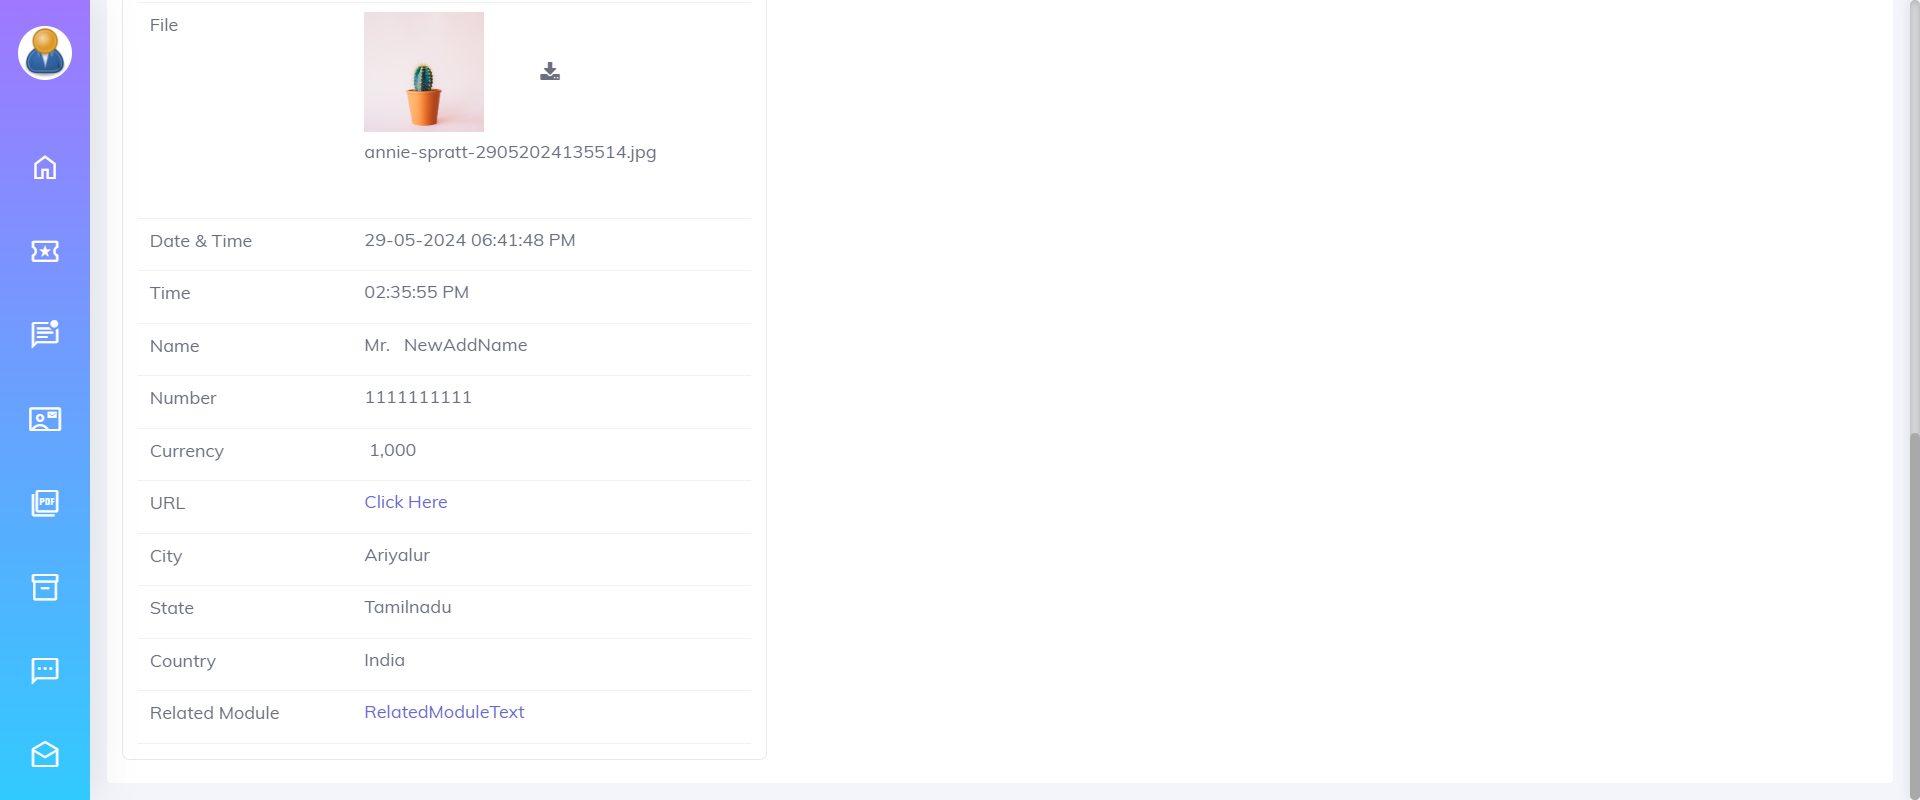 File
annie-spratt-29052024135514.jpg
Date & Time 29-05-2024 06:41:48 PM
Time 02:35:55 PM
Name Mr. NewAddName
Number 1111111111
Currency 1,000
PDF
URL Click Here
City Ariyalur
State Tamilnadu
Country India
Related Module RelatedModuleText